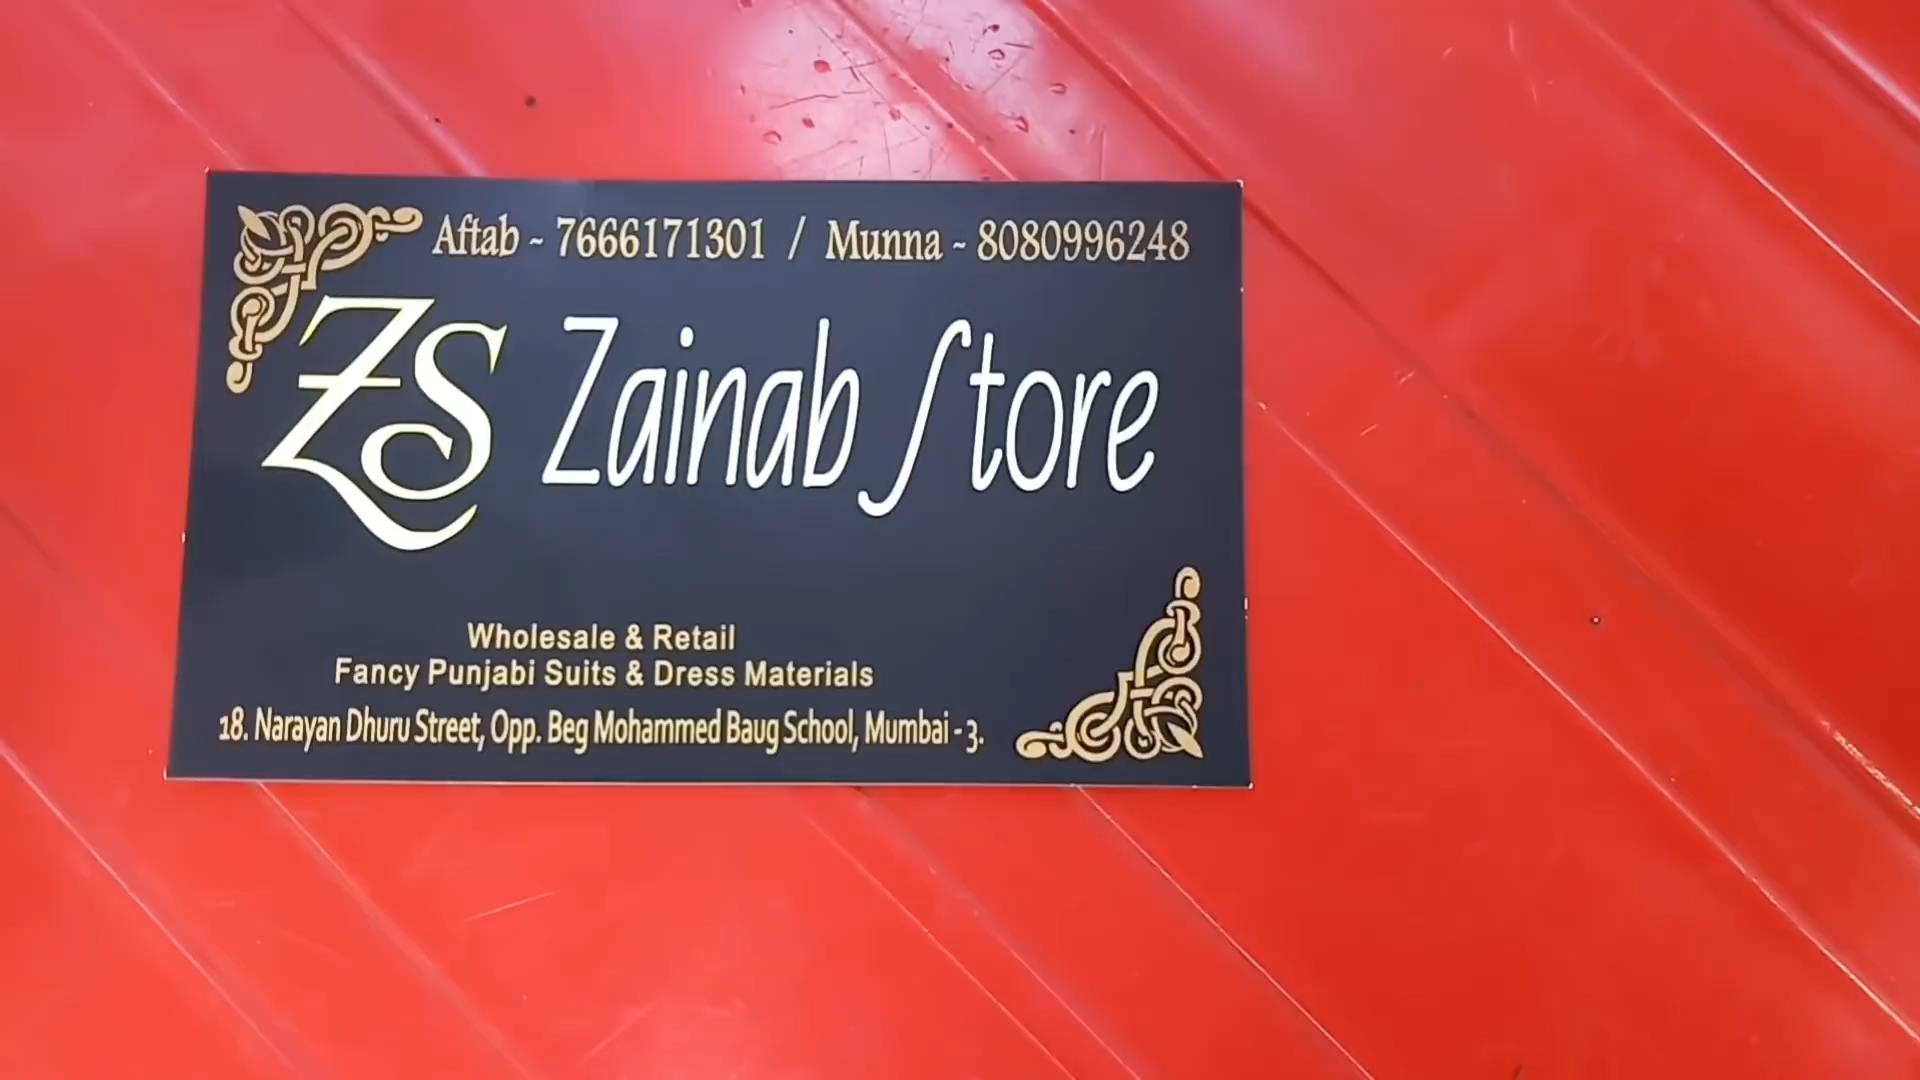 Aftab - 7666171301 / Munna - 8080996248
ZS Zainab Store
Wholesale & Retail
Fancy Punjabi Suits & Dress Materials
18. Narayan Dhuru Street, Opp. Beg Mohammed Baug School, Mumbai - 3.